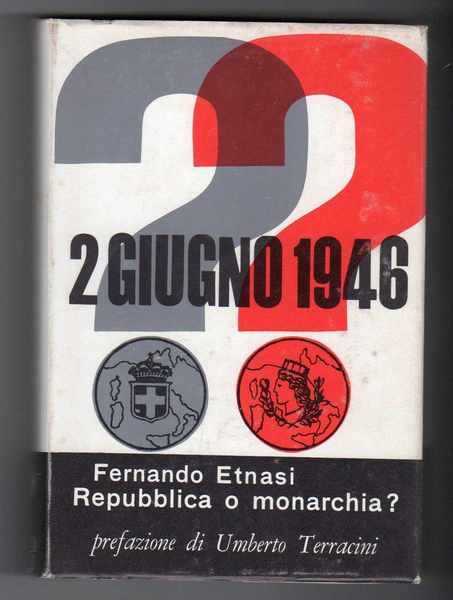 ??
2 GIUGNO 1946
Fernando Etnasi
Repubblica o monarchia?
prefazione di Umberto Terracini